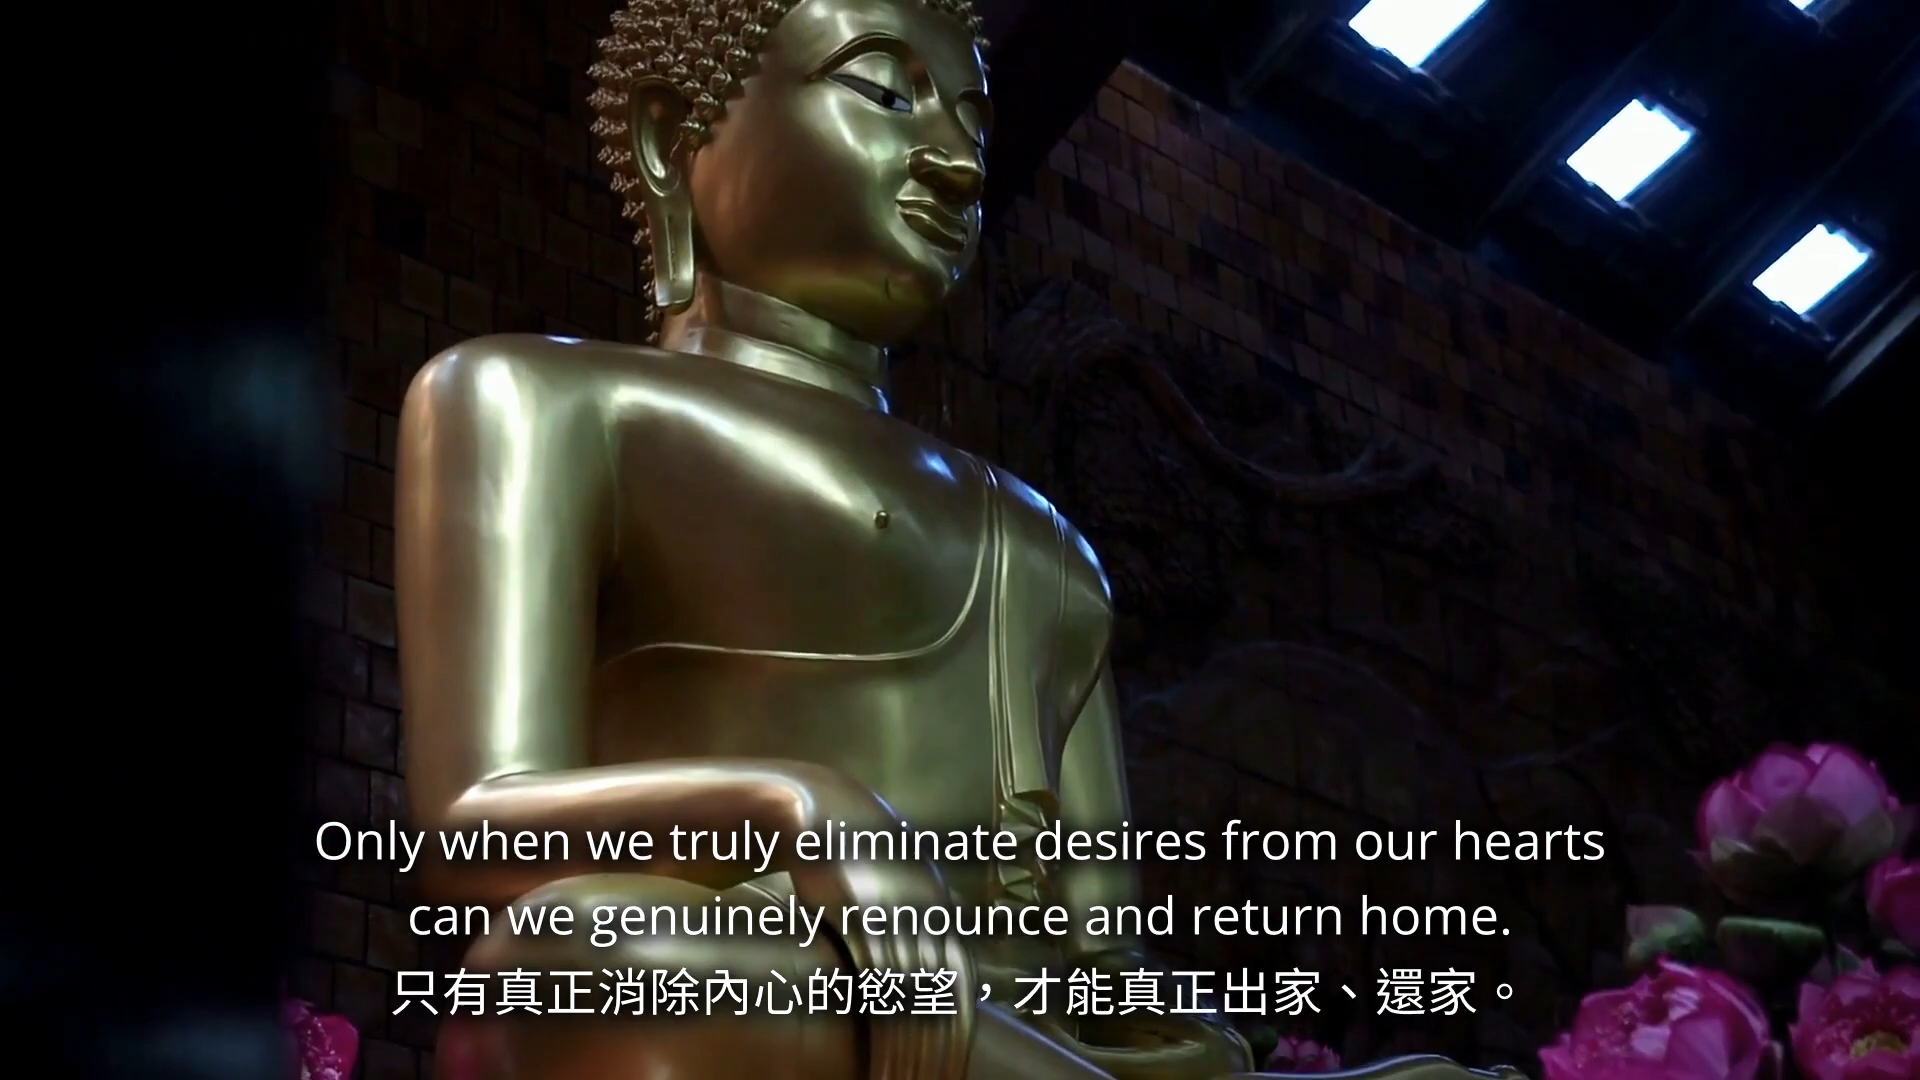 Only when we truly eliminate desires from our hearts
can we genuinely renounce and return home.
只有真正消除內心的慾望，才能真正出家、還家。